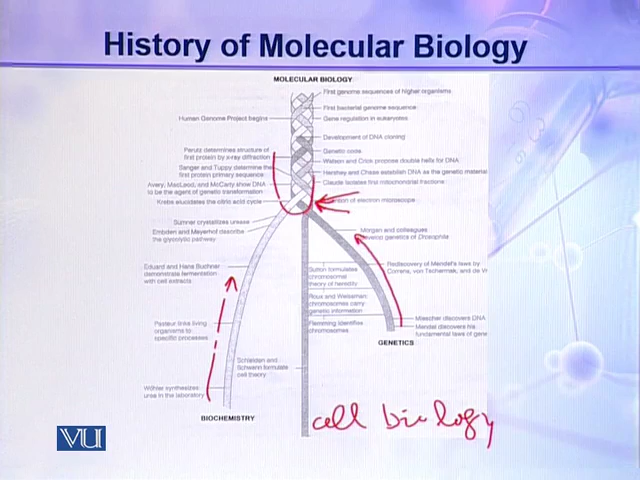 History of Molecular Biology
MOLECULAR BIOLOGY
First genome sequences of higher organisms
First bacterial genome sequence
Human Genome Project begins
Gene regulation in eukaryotes
Development of DNA cloning
Perutz determines structure of
first protein by x-ray diffraction
Genetic code
Watson and Crick propose double helix for DNA
Sanger and Tuppy determine the
first protein primary sequence
Hershey and Chase establish DNA as the genetic material
Claude isolates first mitochondrial fractions
Avery, MacLeod, and McCarty show DNA
to be the agent of genetic transformation
Krebs elucidates the citric acid cycle
of electron microscope
Sumner crystallizes urease
Embden and Meyerhof describe
the glycolytic pathway
Morgan and colleagues
develop genetics of Drosophila
Eduard and Hans Buchner
demonstrate fermentation
with cell extracts
Sutton formulates
chromosomal
theory of heredity
Rediscovery of Mendel's laws by
Correns, von Tschermak, and de Vr
Roux and Weisman:
chromosomes carry
genetic information
Pasteur links living
organisms to
specific processes
Flemming identifies
chromosomes
Miescher discovers DNA
Mendel discovers his
fundamental laws of gene
GENETICS
Schleiden and
Schwann formulate
cell theory
Wöhler synthesizes
urea in the laboratory
BIOCHEMISTRY
cell biology
VU